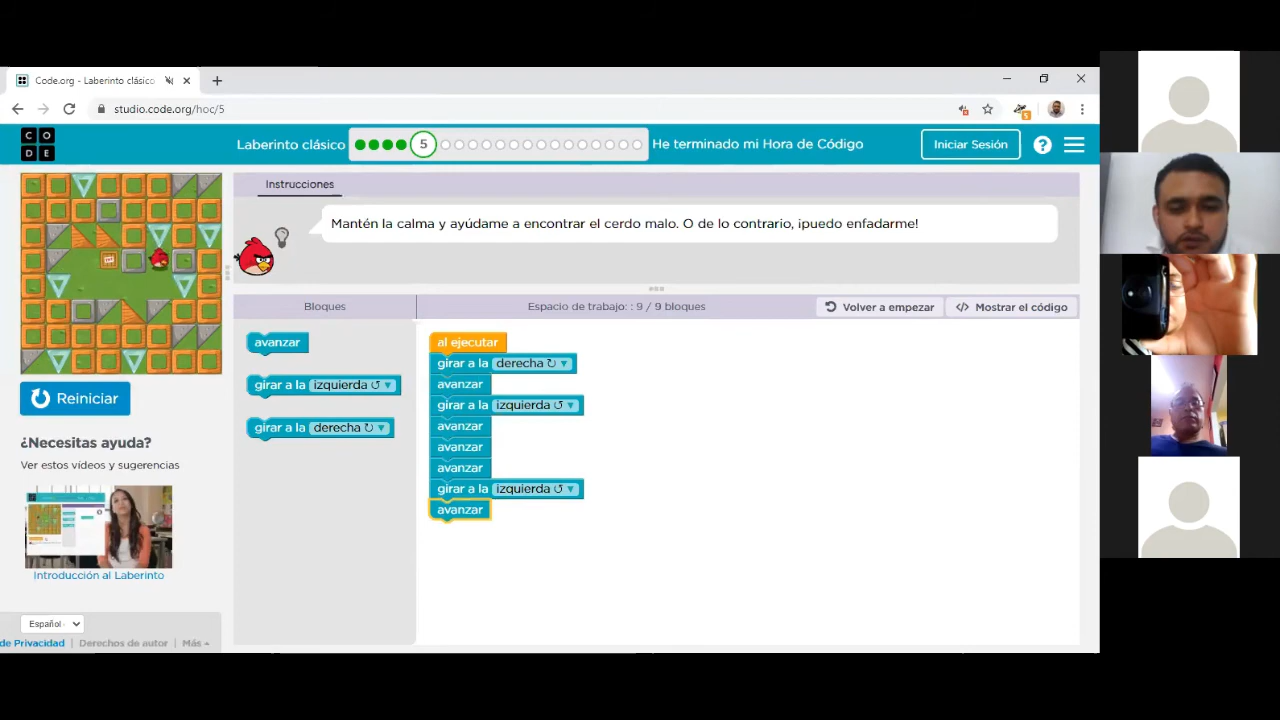 Code.org - Laberinto clásico
studio.code.org/hoc/5
C O
D E
Laberinto clásico
5
He terminado mi Hora de Código
Iniciar Sesión
?
Instrucciones
Mantén la calma y ayúdame a encontrar el cerdo malo. O de lo contrario, ¡puedo enfadarme!
Bloques
Espacio de trabajo: : 9 / 9 bloques
Volver a empezar
</> Mostrar el código
avanzar
girar a la izquierda
girar a la derecha
al ejecutar
girar a la derecha
avanzar
girar a la izquierda
avanzar
avanzar
avanzar
girar a la izquierda
avanzar
Reiniciar
¿Necesitas ayuda?
Ver estos vídeos y sugerencias
Introducción al Laberinto
Español
de Privacidad | Derechos de autor | Más